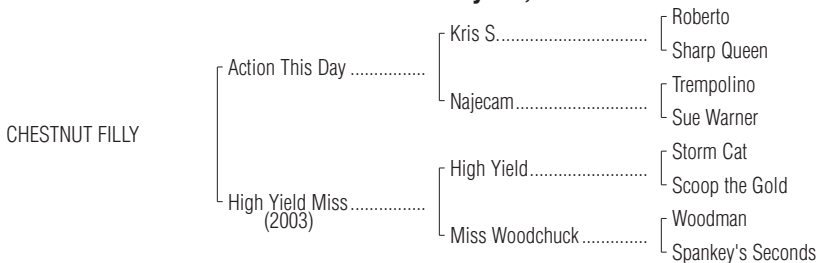 Roberto
Kris S.................................
Sharp Queen
Action This Day ................
Trempolino
Najecam.............................
Sue Warner
CHESTNUT FILLY
Storm Cat
High Yield..........................
Scoop the Gold
High Yield Miss ................
(2003)
Woodman
Miss Woodchuck ..............
Spankey's Seconds